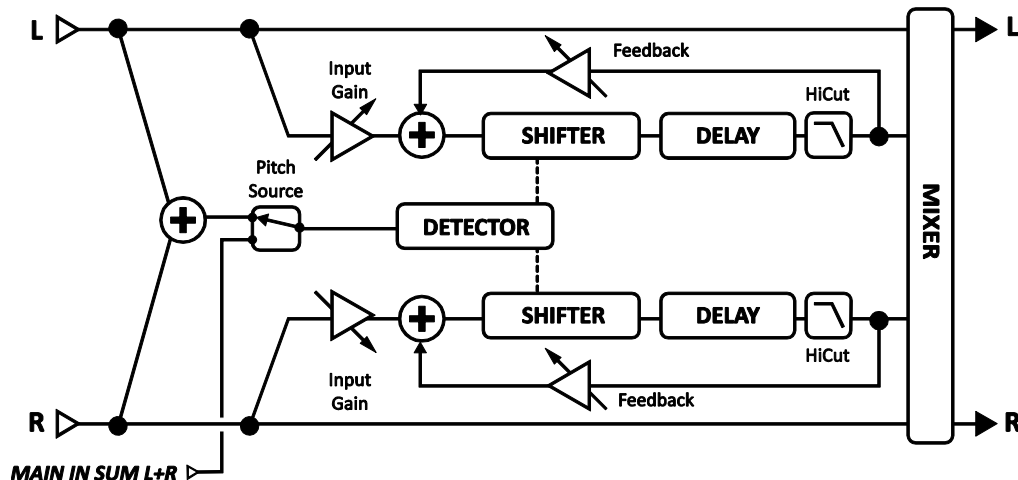 L
L
Feedback
Input
Gain
HiCut
SHIFTER
DELAY
Pitch
Source
DETECTOR
MIXER
SHIFTER
DELAY
HiCut
Input
Gain
Feedback
R
R
MAIN IN SUM L+R